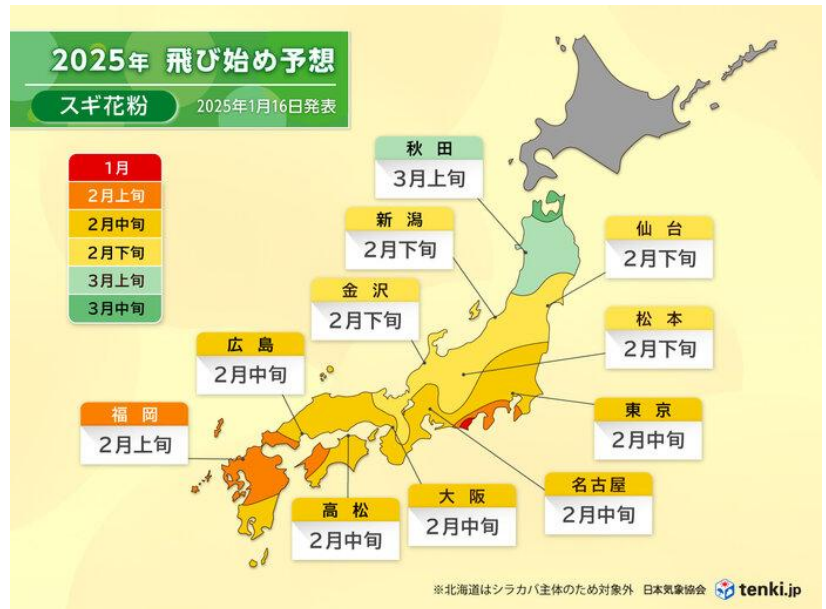 2025年 飛び始め予想
スギ花粉 2025年1月16日発表
1月
2月上旬
2月中旬
2月下旬
3月上旬
3月中旬
秋田
3月上旬
新潟
2月下旬
仙台
2月下旬
金沢
2月下旬
松本
2月下旬
広島
2月中旬
福岡
2月上旬
東京
2月中旬
名古屋
2月中旬
大阪
2月中旬
高松
2月中旬
※北海道はシラカバ主体のため対象外 日本気象協会 tenki.jp